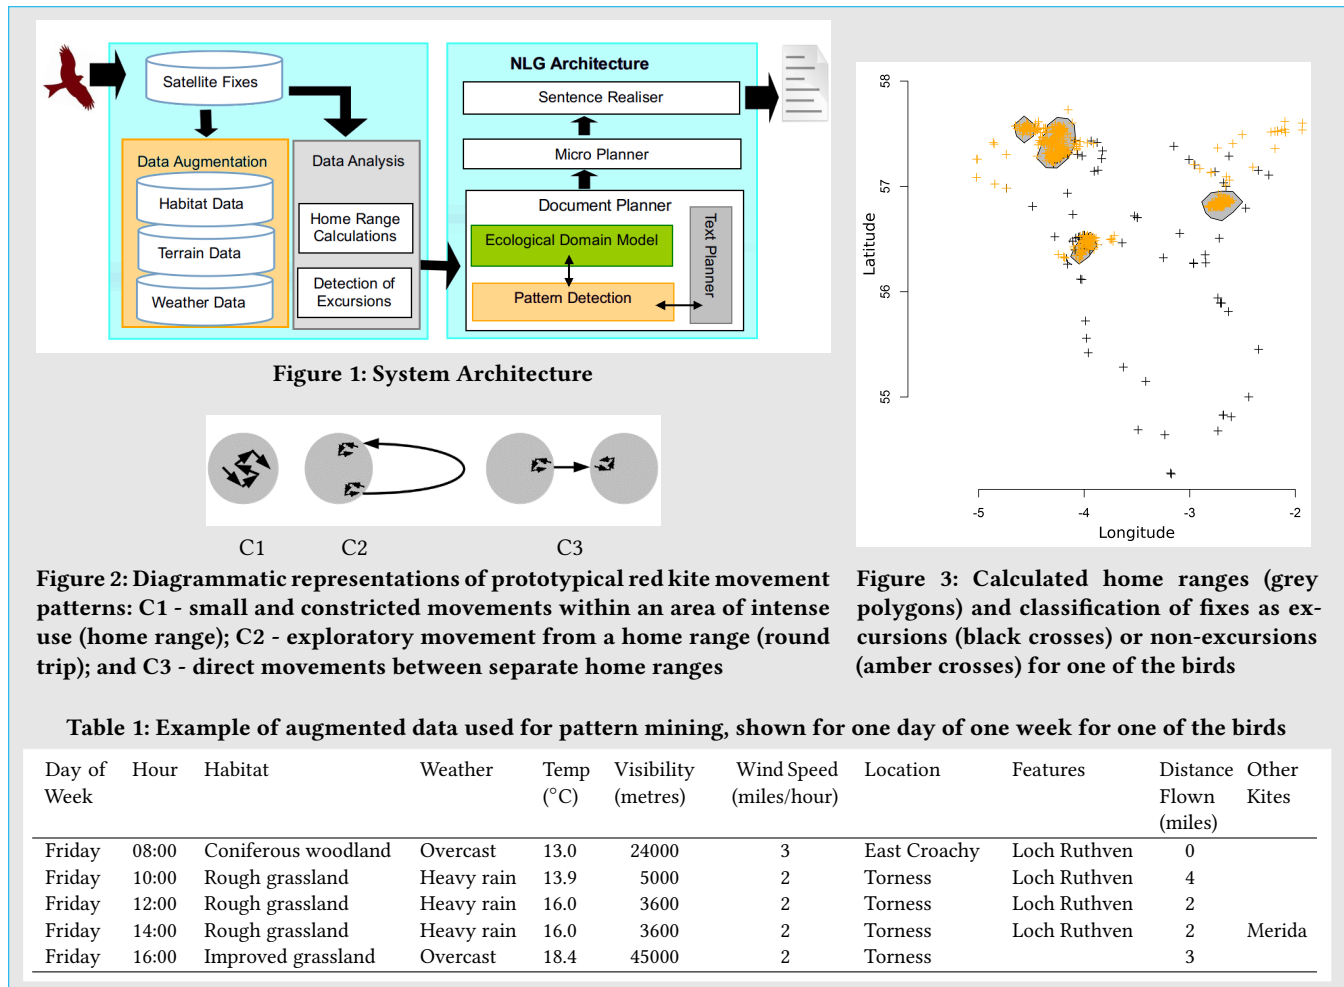 Satellite Fixes
Data Augmentation
Habitat Data
Terrain Data
Weather Data
Data Analysis
Home Range
Calculations
Detection of
Excursions
NLG Architecture
Sentence Realiser
Micro Planner
Document Planner
Ecological Domain Model
Pattern Detection
Text Planner
Figure 1: System Architecture
C1 C2 C3
Figure 2: Diagrammatic representations of prototypical red kite movement
patterns: C1 - small and constricted movements within an area of intense
use (home range); C2 - exploratory movement from a home range (round
trip); and C3 - direct movements between separate home ranges
58
57
56
55
Latitude
-5 -4 -3 -2
Longitude
Figure 3: Calculated home ranges (grey
polygons) and classification of fixes as ex-
cursions (black crosses) or non-excursions
(amber crosses) for one of the birds
Table 1: Example of augmented data used for pattern mining, shown for one day of one week for one of the birds
Day of Hour Habitat Weather Temp Visibility Wind Speed Location Features Distance Other
Week (°C) (metres) (miles/hour) Flown Kites
(miles)
Friday 08:00 Coniferous woodland Overcast 13.0 24000 3 East Croachy Loch Ruthven 0
Friday 10:00 Rough grassland Heavy rain 13.9 5000 2 Torness Loch Ruthven 4
Friday 12:00 Rough grassland Heavy rain 16.0 3600 2 Torness Loch Ruthven 2
Friday 14:00 Rough grassland Heavy rain 16.0 3600 2 Torness Loch Ruthven 2 Merida
Friday 16:00 Improved grassland Overcast 18.4 45000 2 Torness 3